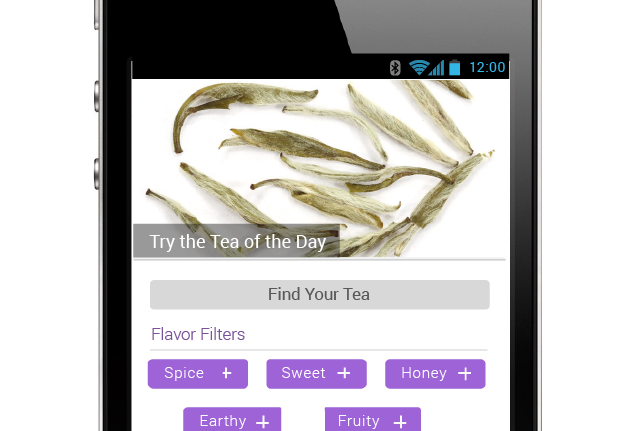 12:00
Try the Tea of the Day
Find Your Tea
Flavor Filters
Spice + Sweet + Honey +
Earthy + Fruity +